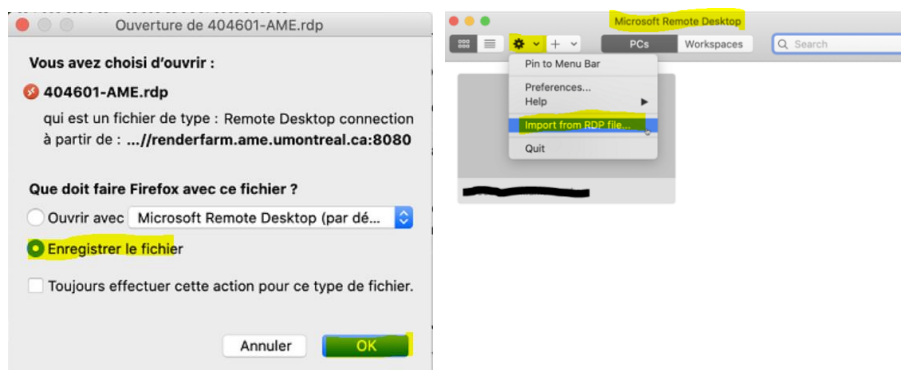 Ouverture de 404601-AME.rdp
Vous avez choisi d'ouvrir :
404601-AME.rdp
qui est un fichier de type : Remote Desktop connection
à partir de : ...//renderfarm.ame.umontreal.ca:8080
Que doit faire Firefox avec ce fichier ?
Ouvrir avec Microsoft Remote Desktop (par dé...
Enregistrer le fichier
Toujours effectuer cette action pour ce type de fichier.
Annuler OK
Microsoft Remote Desktop
PCs Workspaces Search
Pin to Menu Bar
Preferences...
Help
Import from RDP file...
Quit